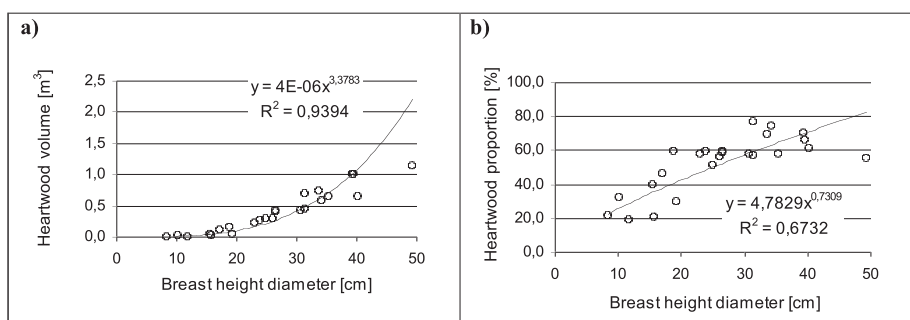 a)
Heartwood volume [m³]
2,5
2,0
1,5
1,0
0,5
0,0
y = 4E-06x^3,3783
R² = 0,9394
0 10 20 30 40 50
Breast height diameter [cm]
b)
Heartwood proportion [%]
100,0
80,0
60,0
40,0
20,0
0,0
y = 4,7829x^0,7309
R² = 0,6732
0 10 20 30 40 50
Breast height diameter [cm]